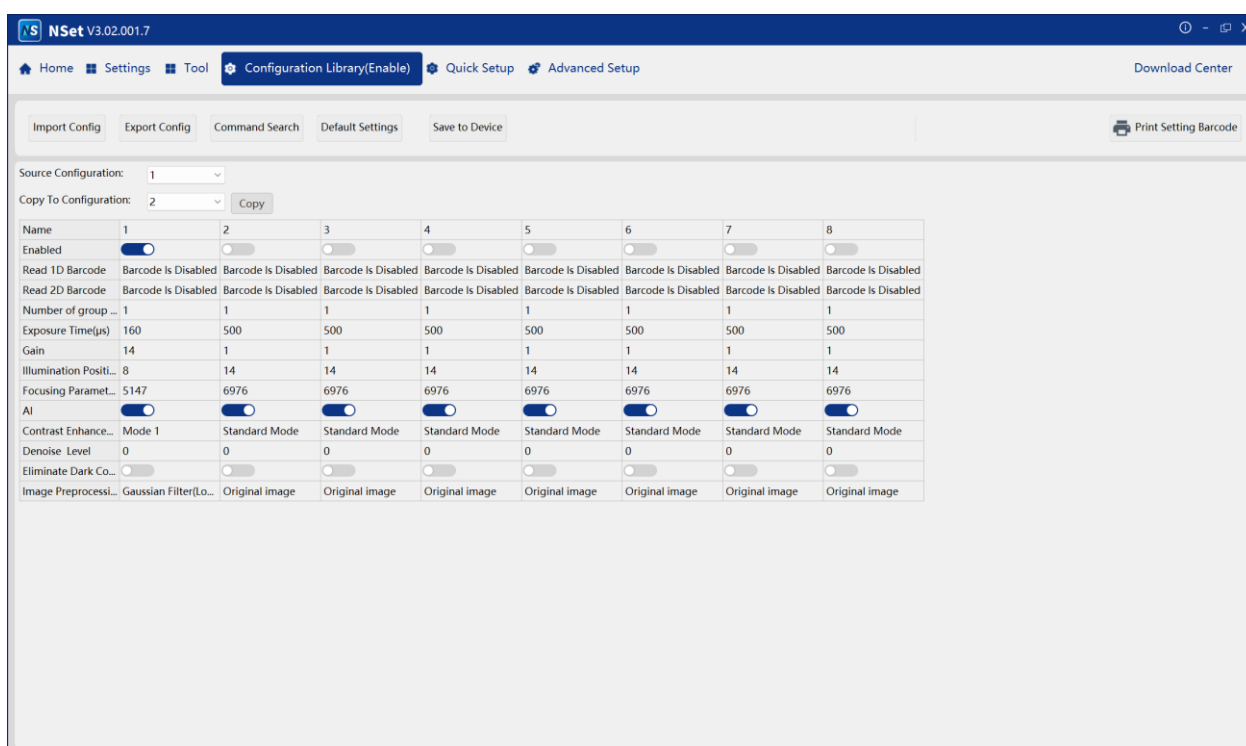 NS NSet V3.02.001.7
Home Settings Tool Configuration Library(Enable) Quick Setup Advanced Setup Download Center
Import Config Export Config Command Search Default Settings Save to Device Print Setting Barcode
Source Configuration: 1
Copy To Configuration: 2 Copy
Name 1 2 3 4 5 6 7 8
Enabled
Read 1D Barcode Barcode Is Disabled Barcode Is Disabled Barcode Is Disabled Barcode Is Disabled Barcode Is Disabled Barcode Is Disabled Barcode Is Disabled Barcode Is Disabled
Read 2D Barcode Barcode Is Disabled Barcode Is Disabled Barcode Is Disabled Barcode Is Disabled Barcode Is Disabled Barcode Is Disabled Barcode Is Disabled Barcode Is Disabled
Number of group ... 1 1 1 1 1 1 1 1
Exposure Time(μs) 160 500 500 500 500 500 500 500
Gain 14 1 1 1 1 1 1 1
Illumination Positi... 8 14 14 14 14 14 14 14
Focusing Paramet... 5147 6976 6976 6976 6976 6976 6976 6976
AI
Contrast Enhance... Mode 1 Standard Mode Standard Mode Standard Mode Standard Mode Standard Mode Standard Mode Standard Mode
Denoise Level 0 0 0 0 0 0 0 0
Eliminate Dark Co...
Image Preprocessi... Gaussian Filter(Lo... Original image Original image Original image Original image Original image Original image Original image